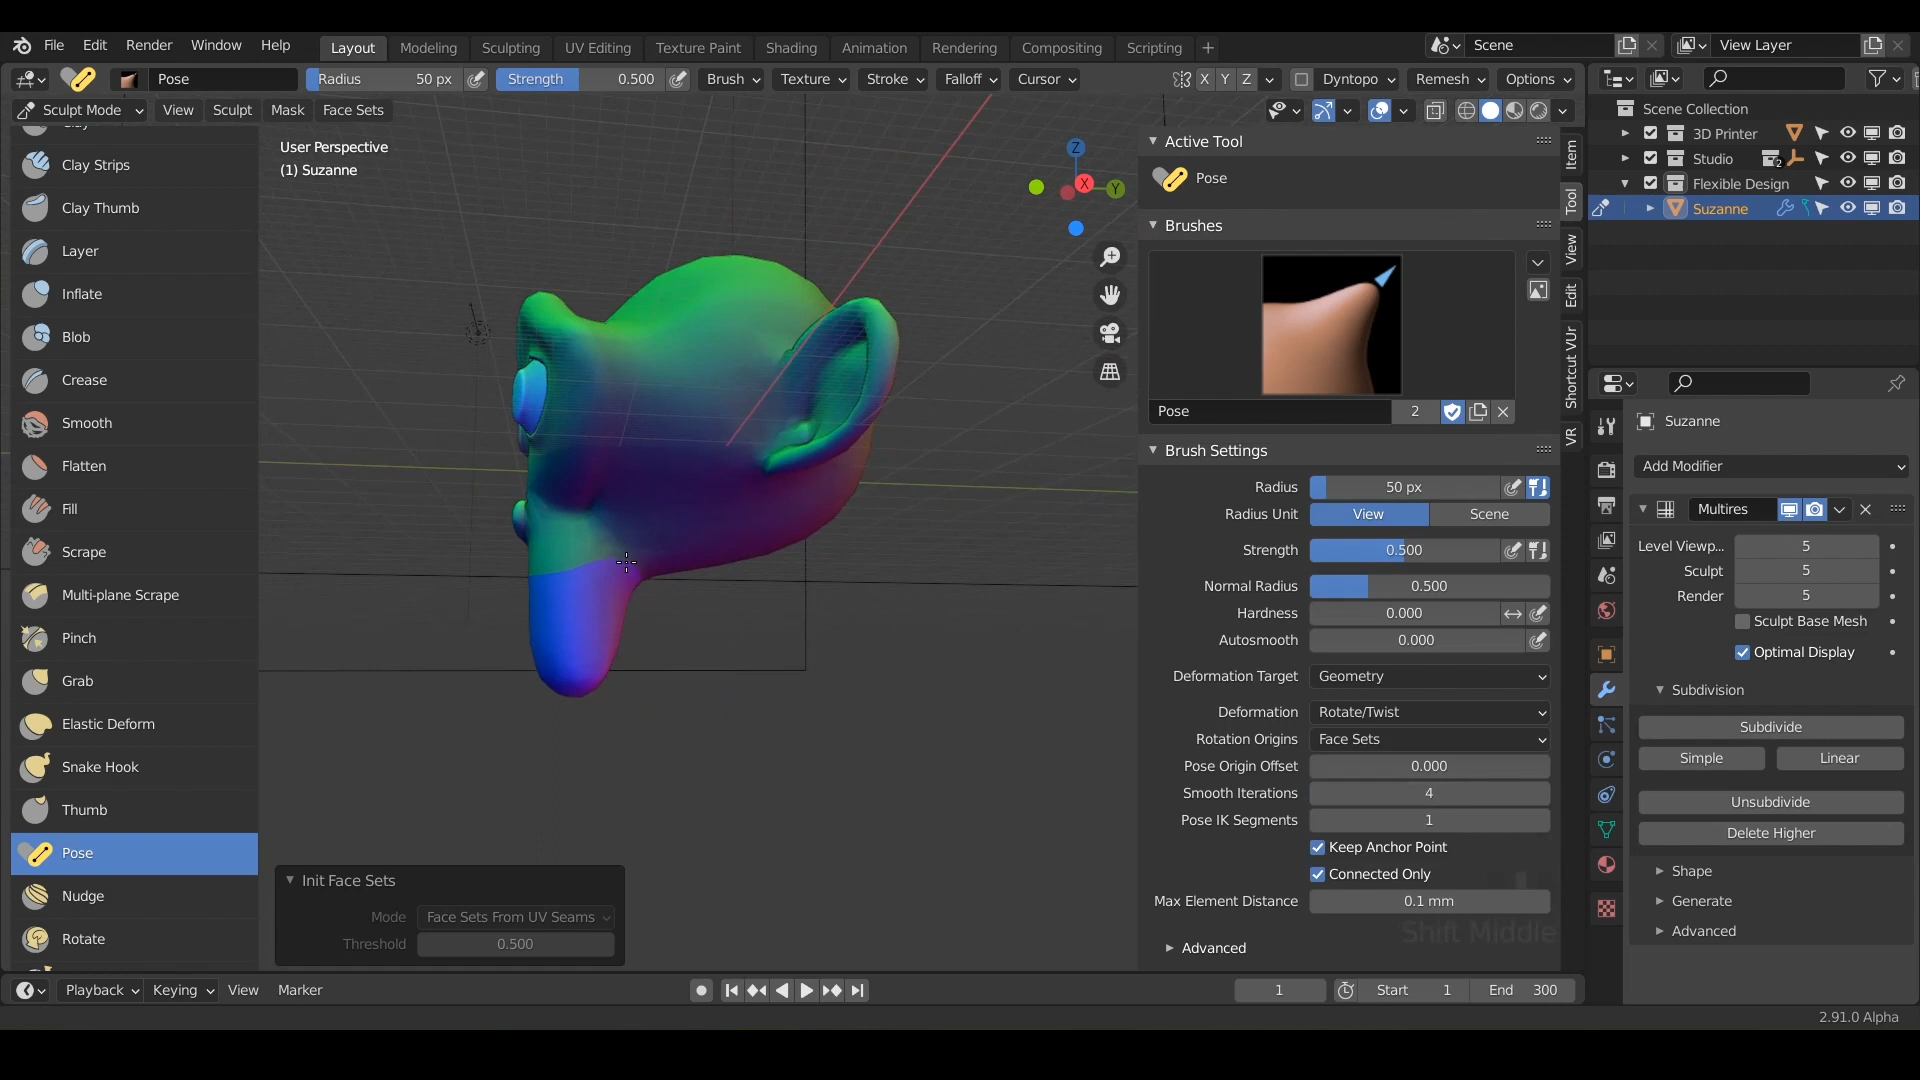 File Edit Render Window Help Layout Modeling Sculpting UV Editing Texture Paint Shading Animation Rendering Compositing Scripting + Scene View Layer
Pose Radius 50 px Strength 0.500 Brush Texture Stroke Falloff Cursor X Y Z Dyntopo Remesh Options
Sculpt Mode View Sculpt Mask Face Sets
Clay
Clay Strips
Clay Thumb
Layer
Inflate
Blob
Crease
Smooth
Flatten
Fill
Scrape
Multi-plane Scrape
Pinch
Grab
Elastic Deform
Snake Hook
Thumb
Pose
Nudge
Rotate
User Perspective
(1) Suzanne
Z
X
Y
Init Face Sets
Mode Face Sets From UV Seams
Threshold 0.500
Active Tool
Pose
Brushes
Pose 2
Brush Settings
Radius 50 px
Radius Unit View Scene
Strength 0.500
Normal Radius 0.500
Hardness 0.000
Autosmooth 0.000
Deformation Target Geometry
Deformation Rotate/Twist
Rotation Origins Face Sets
Pose Origin Offset 0.000
Smooth Iterations 4
Pose IK Segments 1
Keep Anchor Point
Connected Only
Max Element Distance 0.1 mm
Shift Middle
Advanced
Item
Tool
View
Edit
Shortcut VUr
VR
Scene Collection
3D Printer
Studio 2
Flexible Design
Suzanne
Suzanne
Add Modifier
Multires
Level Viewp... 5
Sculpt 5
Render 5
Sculpt Base Mesh
Optimal Display
Subdivision
Subdivide
Simple Linear
Unsubdivide
Delete Higher
Shape
Generate
Advanced
Playback Keying View Marker 1 Start 1 End 300
2.91.0 Alpha